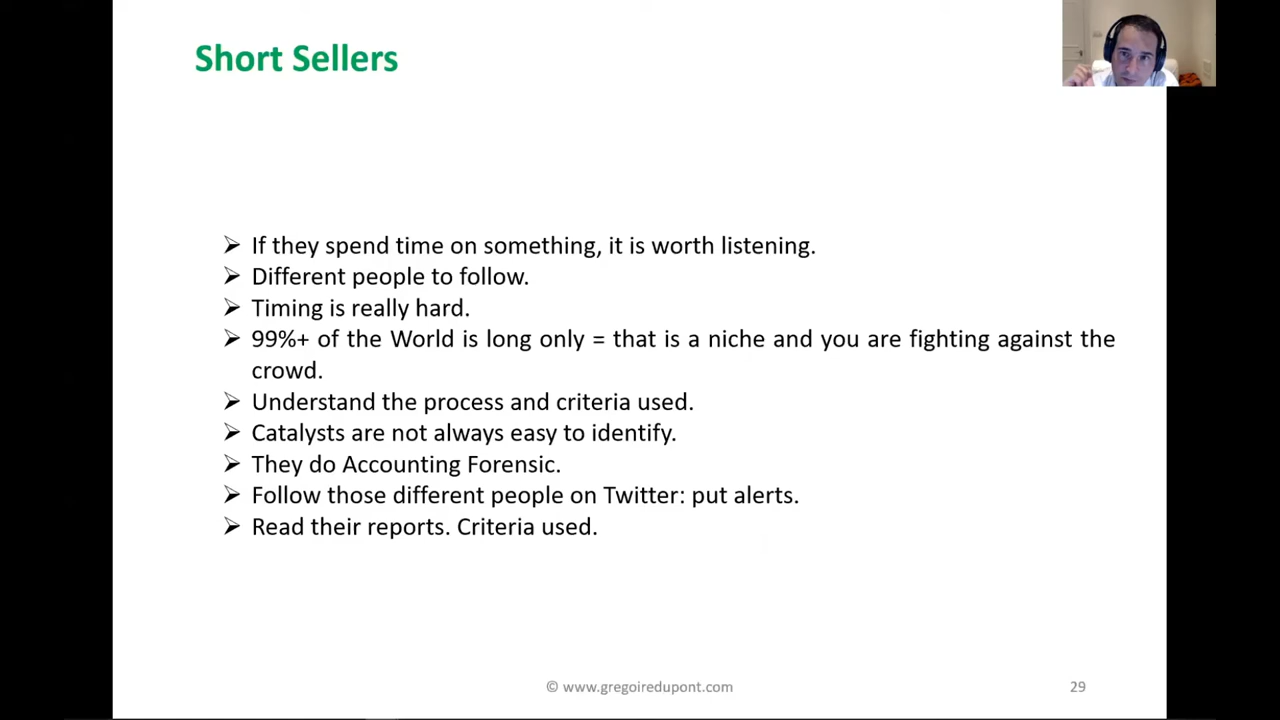 Short Sellers
➢ If they spend time on something, it is worth listening.
➢ Different people to follow.
➢ Timing is really hard.
➢ 99%+ of the World is long only = that is a niche and you are fighting against the
crowd.
➢ Understand the process and criteria used.
➢ Catalysts are not always easy to identify.
➢ They do Accounting Forensic.
➢ Follow those different people on Twitter: put alerts.
➢ Read their reports. Criteria used.
© www.gregoiredupont.com
29